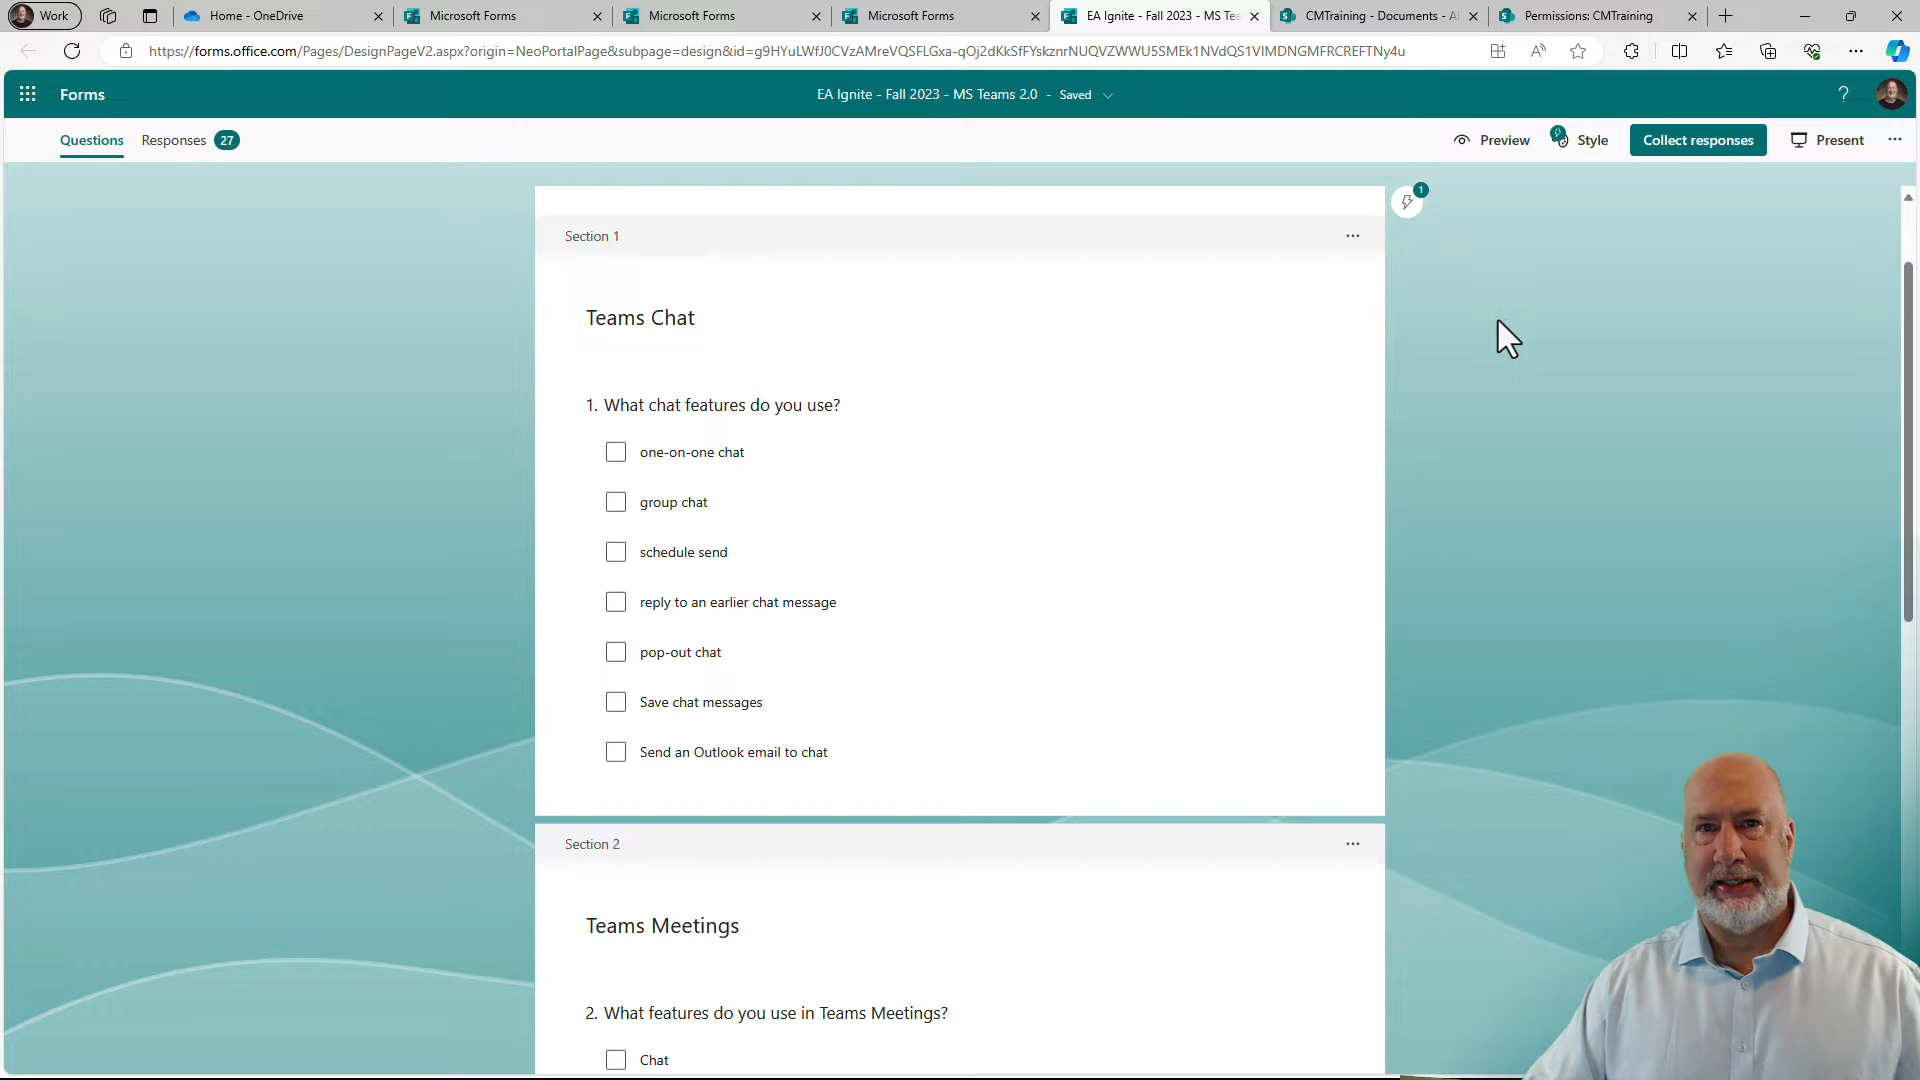 Work
Home - OneDrive
Microsoft Forms
Microsoft Forms
Microsoft Forms
EA Ignite - Fall 2023 - MS Tea
CMTraining - Documents - Al
Permissions: CMTraining
https://forms.office.com/Pages/DesignPageV2.aspx?origin=NeoPortalPage&subpage=design&id=g9HYuLWfJ0CVzAMreVQSFLGxa-qOj2dKkSfFYskznrNUQVZWWU5SMEk1NVdQS1VIMDNGMFRCREFTNy4u
Forms
EA Ignite - Fall 2023 - MS Teams 2.0 - Saved
?
Questions
Responses 27
Preview
Style
Collect responses
Present
1
Section 1
Teams Chat
1. What chat features do you use?
one-on-one chat
group chat
schedule send
reply to an earlier chat message
pop-out chat
Save chat messages
Send an Outlook email to chat
Section 2
Teams Meetings
2. What features do you use in Teams Meetings?
Chat